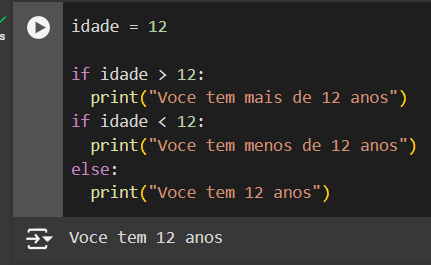 s
idade = 12
if idade > 12:
  print("Voce tem mais de 12 anos")
if idade < 12:
  print("Voce tem menos de 12 anos")
else:
  print("Voce tem 12 anos")
Voce tem 12 anos